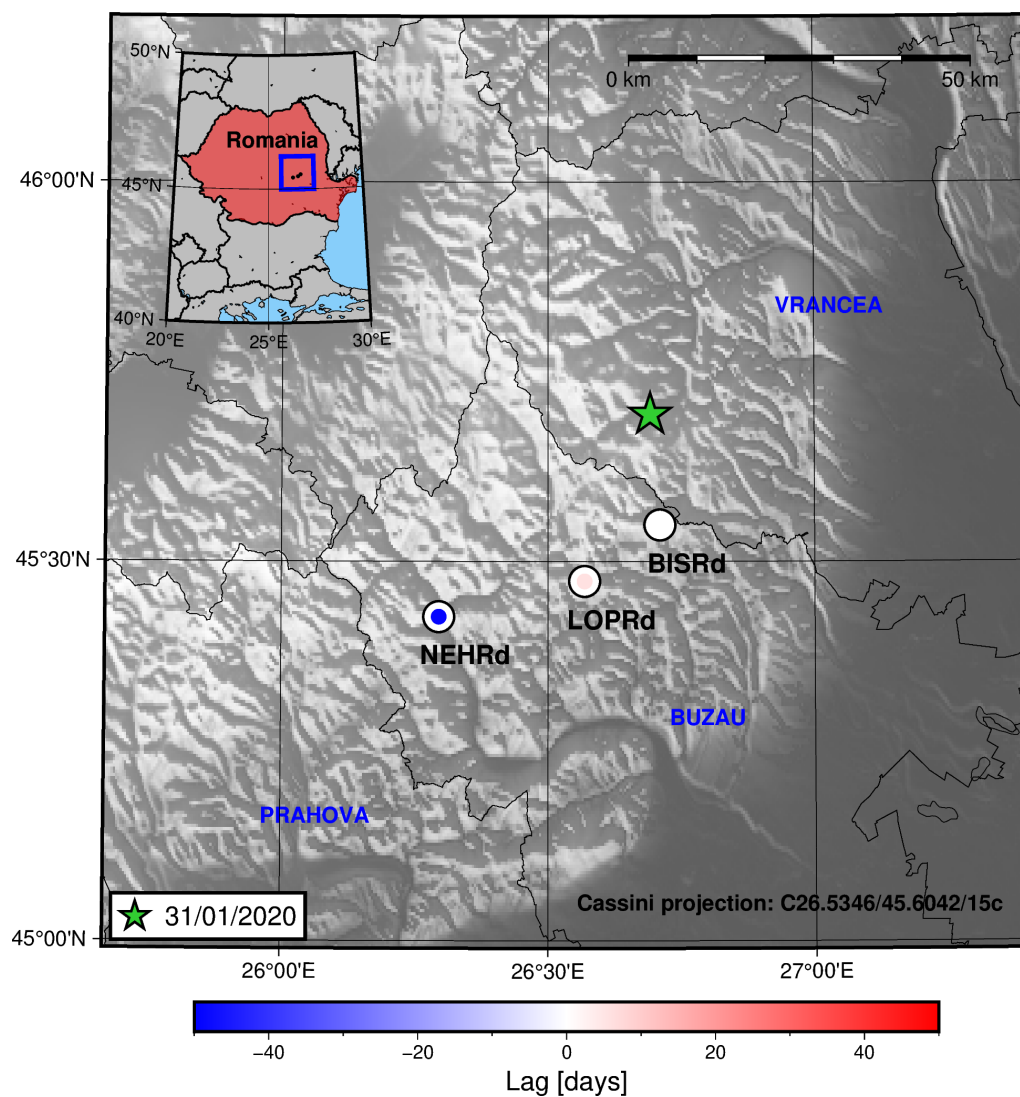 50°N
Romania
45°N
40°N
20°E 25°E 30°E
0 km 50 km
46°00'N
VRANCEA
45°30'N
BISRd
LOPRd
NEHRd
BUZAU
PRAHOVA
31/01/2020
Cassini projection: C26.5346/45.6042/15c
45°00'N
26°00'E 26°30'E 27°00'E
−40 −20 0 20 40
Lag [days]